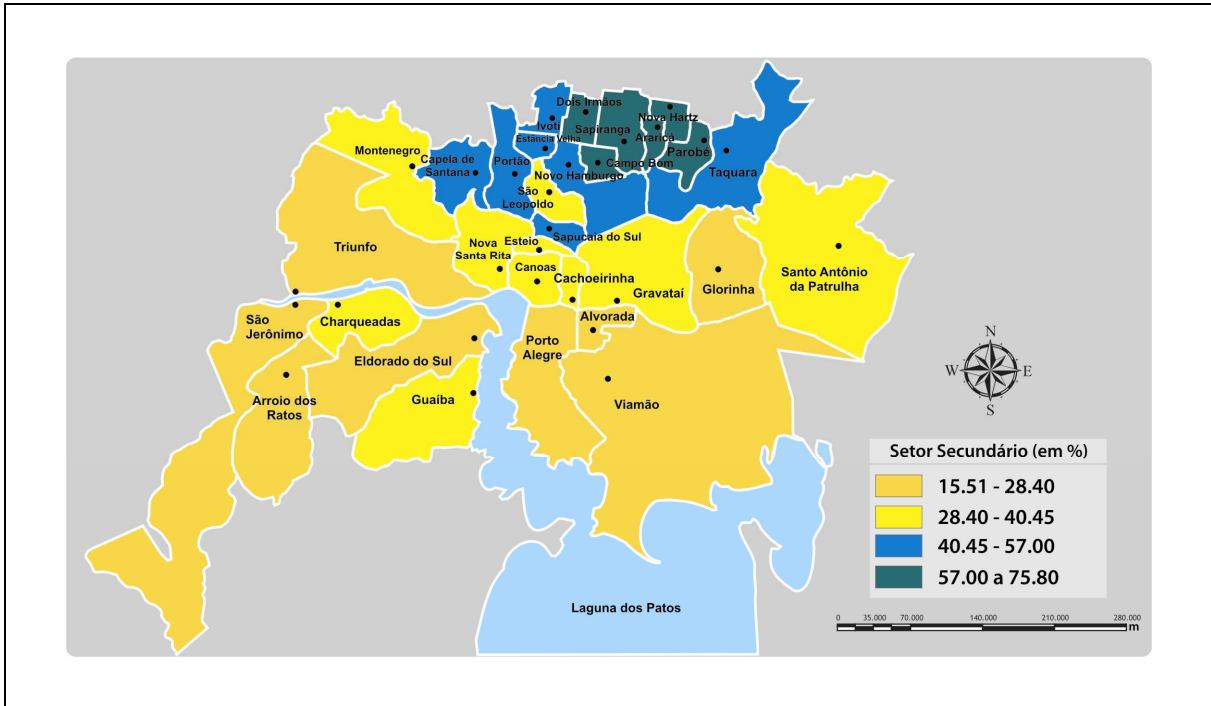 Dois Irmãos
Nova Hartz
Ivoti
Sapiranga
Araricá
Estância Velha
Parobé
Montenegro
Capela de
Santana
Portão
Campo Bom
Novo Hamburgo
Taquara
São
Leopoldo
Sapucaia do Sul
Triunfo
Nova
Santa Rita
Esteio
Canoas
Cachoeirinha
Gravataí
Glorinha
Santo Antônio
da Patrulha
São
Jerônimo
Charqueadas
Alvorada
Porto
Alegre
Eldorado do Sul
Arroio dos
Ratos
Guaíba
Viamão
N
W
E
S
Setor Secundário (em %)
15.51 - 28.40
28.40 - 40.45
40.45 - 57.00
57.00 a 75.80
Laguna dos Patos
0 35.000 70.000 140.000 210.000 280.000
m